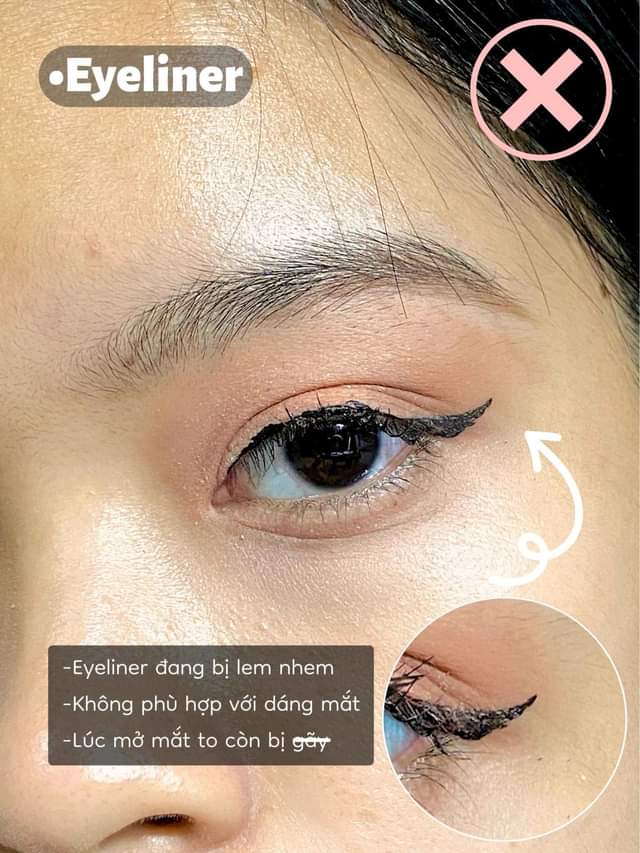 •Eyeliner
-Eyeliner đang bị lem nhem
-Không phù hợp với dáng mắt
-Lúc mở mắt to còn bị gãy